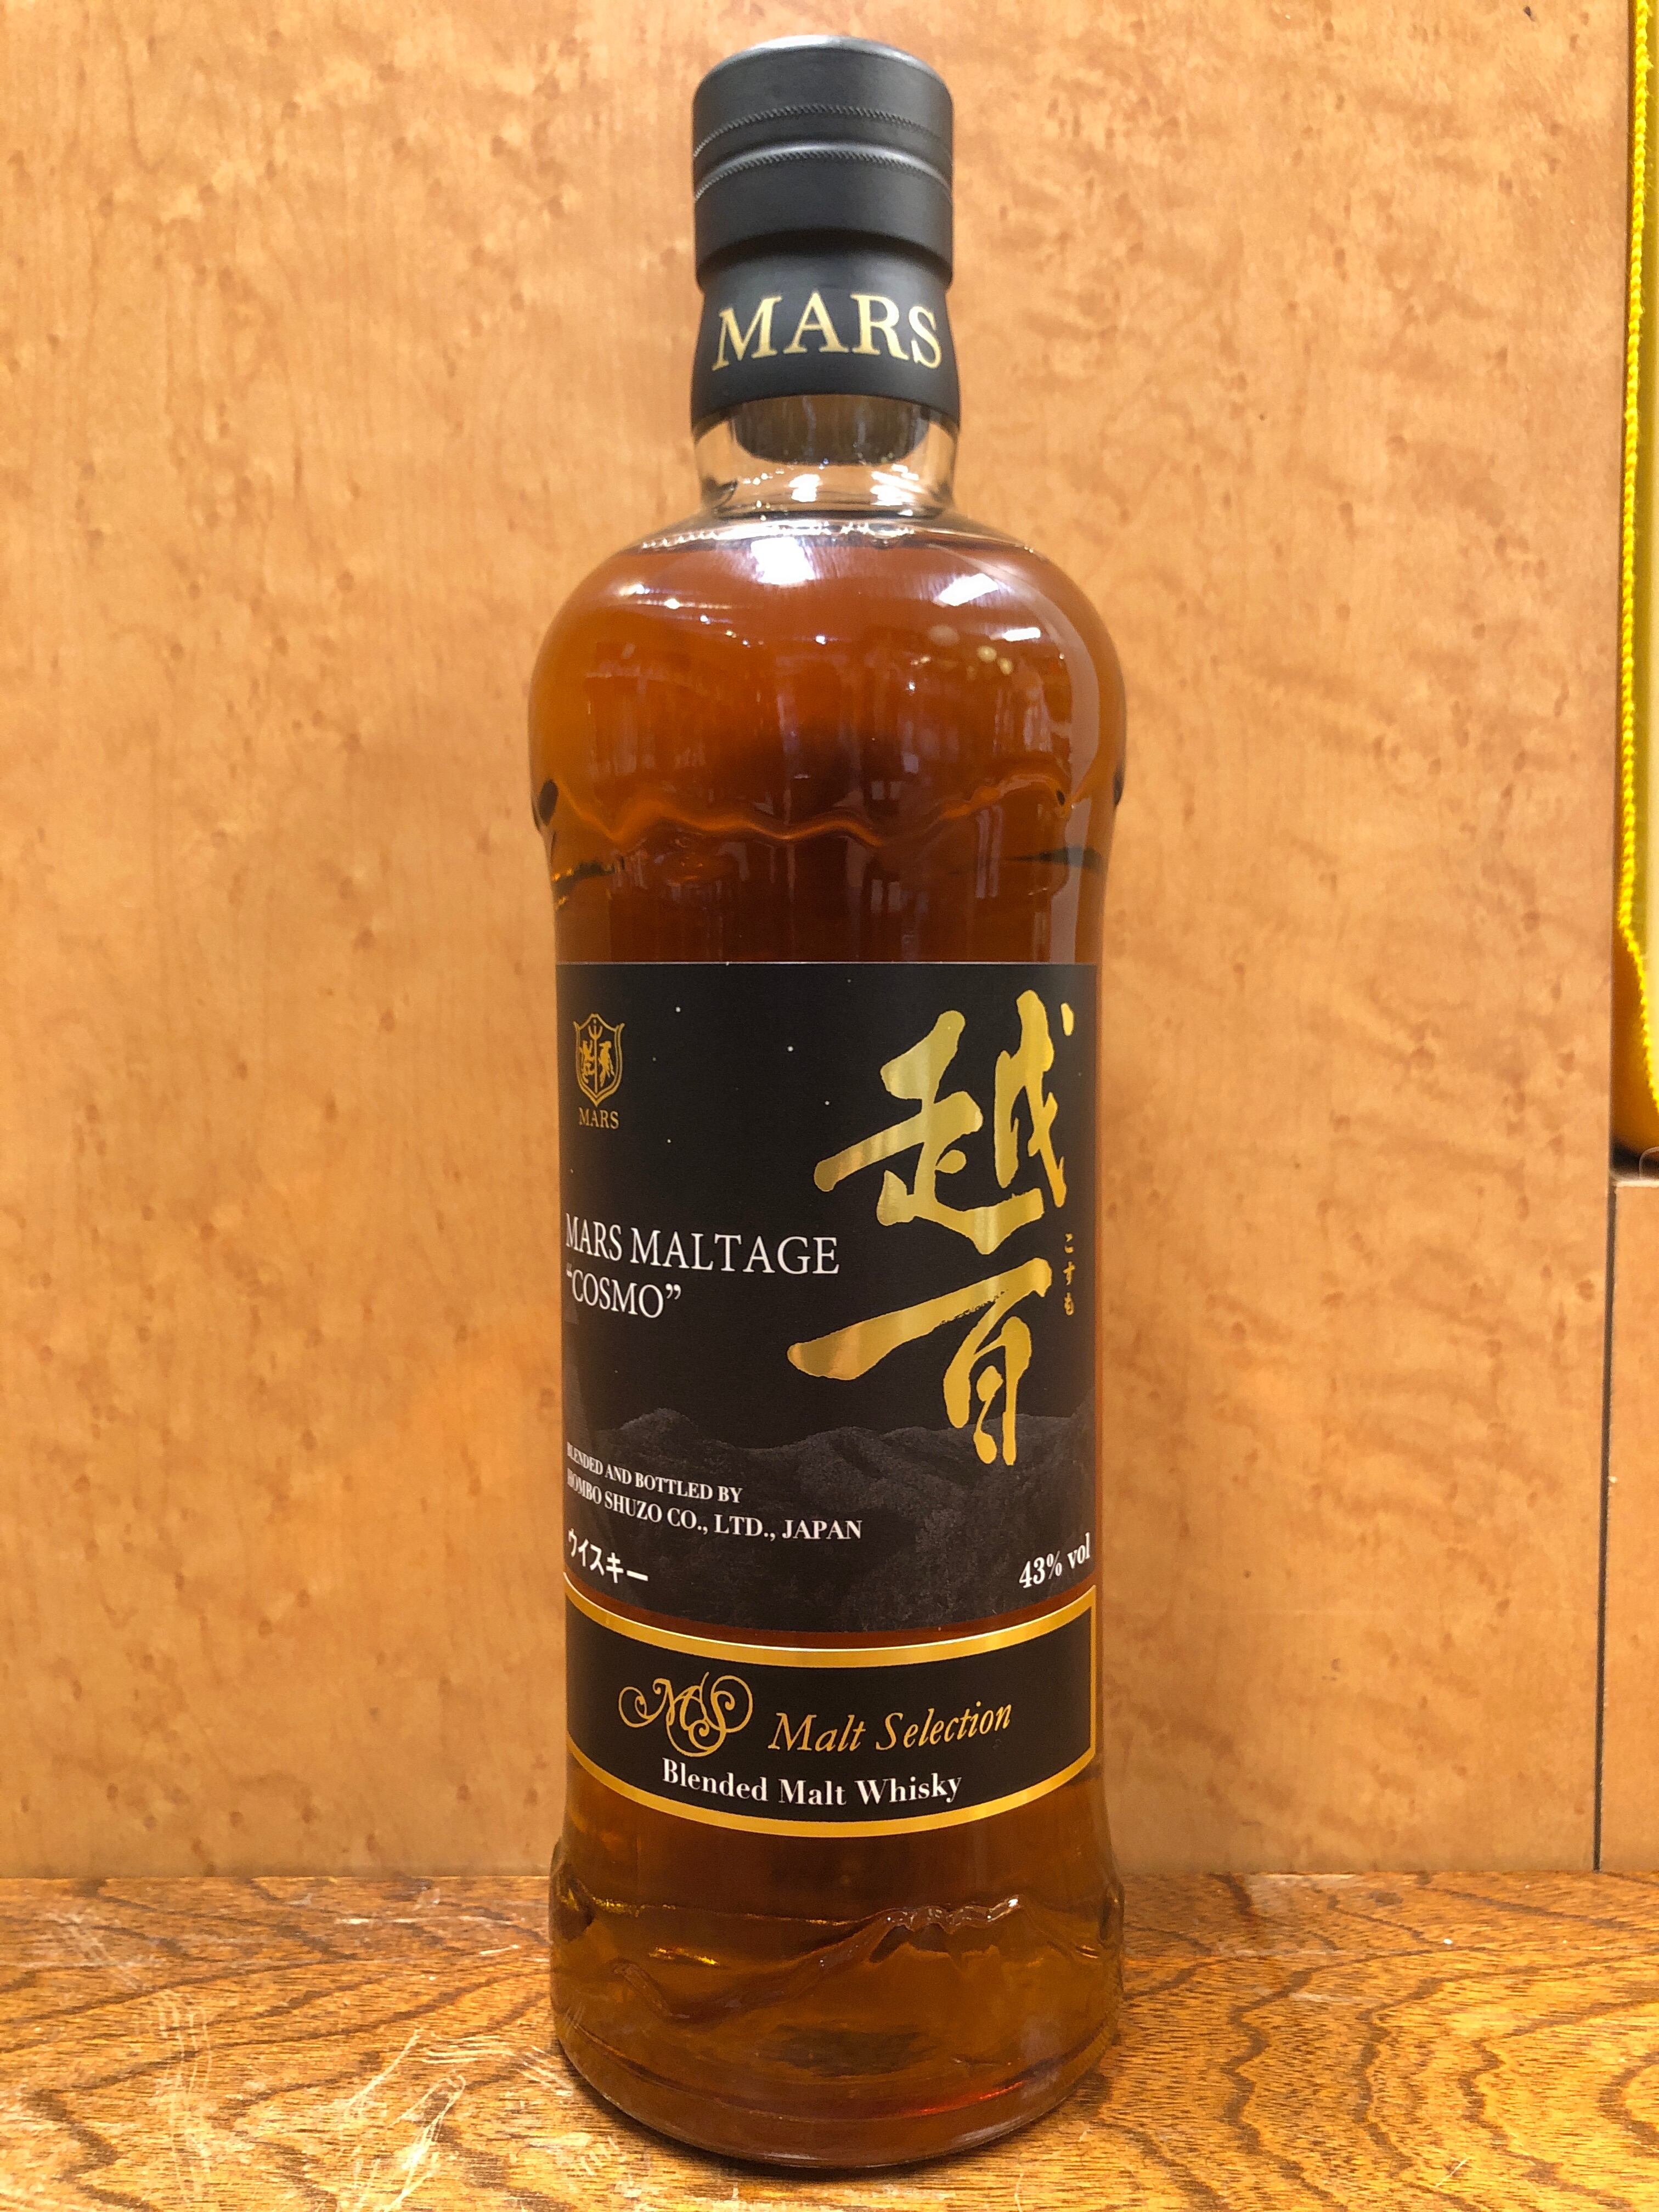 MARS
MARS
越百
こすも
MARS MALTAGE
“COSMO”
BLENDED AND BOTTLED BY
HOMBO SHUZO CO., LTD., JAPAN
ウイスキー
43% vol
MS Malt Selection
Blended Malt Whisky